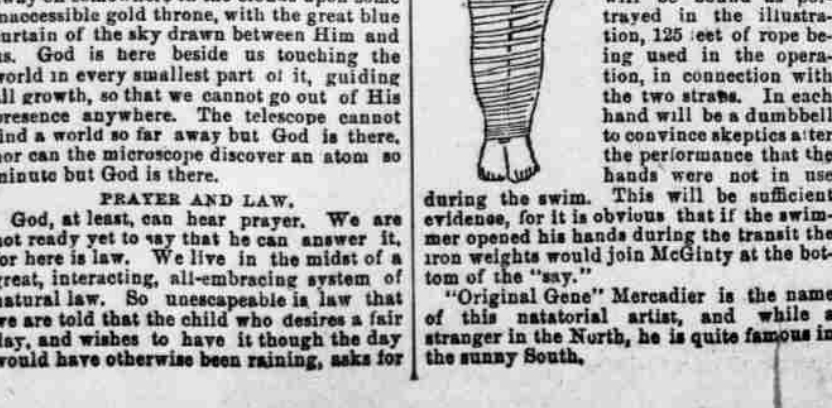 inaccessible gold throne, with the great blue
curtain of the sky drawn between Him and
us. God is here beside us touching the
world in every smallest part of it, guiding
all growth, so that we cannot go out of His
presence anywhere. The telescope cannot
find a world so far away but God is there,
nor can the microscope discover an atom so
minute but God is there.
PRAYER AND LAW.
God, at least, can hear prayer. We are
not ready yet to say that he can answer it,
for here is law. We live in the midst of a
great, interacting, all-embracing system of
natural law. So unescapeable is law that
we are told that the child who desires a fair
day, and wishes to have it though the day
would have otherwise been raining, asks for
trayed in the illustra-
tion, 125 feet of rope be-
ing used in the opera-
tion, in connection with
the two straps. In each
hand will be a dumbbell
to convince skeptics after
the performance that the
hands were not in use
during the swim. This will be sufficient
evidence, for it is obvious that if the swim-
mer opened his hands during the transit the
iron weights would join McGinty at the bot-
tom of the "say."
"Original Gene" Mercadier is the name
of this natatorial artist, and while a
stranger in the North, he is quite famous in
the sunny South.